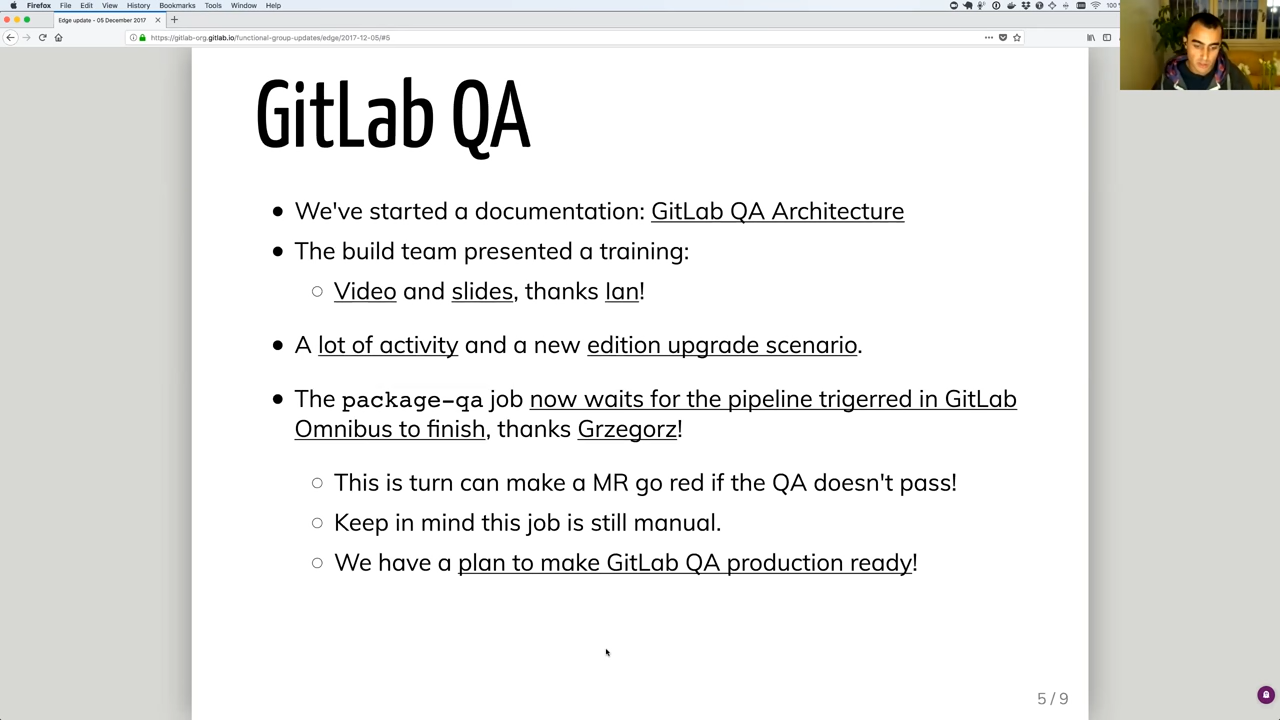 Firefox File Edit View History Bookmarks Tools Window Help
Edge update - 05 December 2017
https://gitlab-org.gitlab.io/functional-group-updates/edge/2017-12-05/#5
GitLab QA
We've started a documentation: GitLab QA Architecture
The build team presented a training:
Video and slides, thanks Ian!
A lot of activity and a new edition upgrade scenario.
The package-qa job now waits for the pipeline trigerred in GitLab
Omnibus to finish, thanks Grzegorz!
This is turn can make a MR go red if the QA doesn't pass!
Keep in mind this job is still manual.
We have a plan to make GitLab QA production ready!
5 / 9